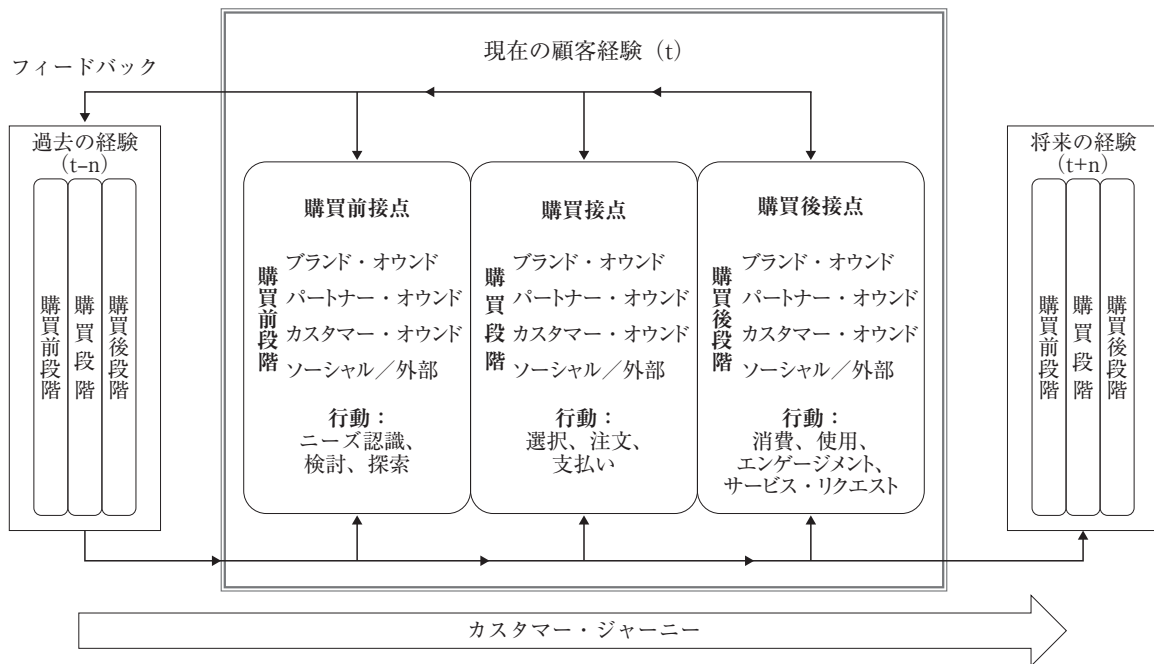 現在の顧客経験（t）
フィードバック
過去の経験
（t−n）
購買前段階
購買段階
購買後段階
購買前接点
購買前段階
ブランド・オウンド
パートナー・オウンド
カスタマー・オウンド
ソーシャル／外部
行動：
ニーズ認識、
検討、探索
購買接点
購買段階
ブランド・オウンド
パートナー・オウンド
カスタマー・オウンド
ソーシャル／外部
行動：
選択、注文、
支払い
購買後接点
購買後段階
ブランド・オウンド
パートナー・オウンド
カスタマー・オウンド
ソーシャル／外部
行動：
消費、使用、
エンゲージメント、
サービス・リクエスト
将来の経験
（t+n）
購買前段階
購買段階
購買後段階
カスタマー・ジャーニー